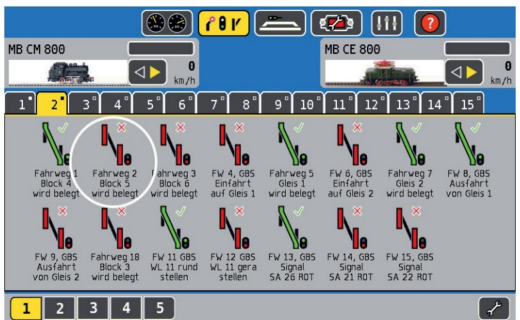 ?
MB CM 800
MB CE 800
0
km/h
0
km/h
1 2 3 4 5 6 7 8 9 10 11 12 13 14 15
Fahrweg 1 Fahrweg 2 Fahrweg 3 FW 4, GBS Fahrweg 5 FW 6, GBS Fahrweg 7 FW 8, GBS
Block 4 Block 5 Block 6 Einfahrt Gleis 1 Einfahrt Gleis 2 Ausfahrt
wird belegt wird belegt wird belegt auf Gleis 1 wird belegt auf Gleis 2 wird belegt von Gleis 1
FW 9, GBS Fahrweg 18 FW 11 GBS FW 12 GBS FW 13, GBS FW 14, GBS FW 15, GBS
Ausfahrt Block 3 WL 11 rund WL 11 gera Signal Signal Signal
von Gleis 2 wird belegt stellen stellen SA 26 ROT SA 21 ROT SA 22 ROT
1 2 3 4 5